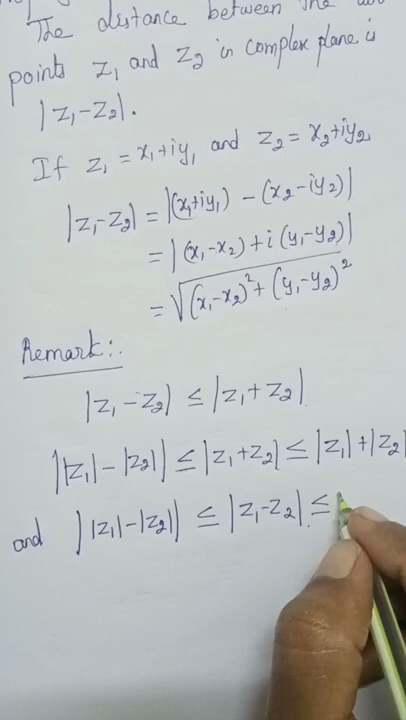 The distance between the
points z₁ and z₂ in complex plane is
|z₁-z₂|.
If z₁ = x₁+iy₁ and z₂ = x₂+iy₂
|z₁-z₂| = |(x₁+iy₁) - (x₂-iy₂)|
= |(x₁-x₂)+i(y₁-y₂)|
= √(x₁-x₂)²+(y₁-y₂)²
Remark:.
|z₁-z₂| ≤ |z₁+z₂|
||z₁|-|z₂|| ≤ |z₁+z₂| ≤ |z₁|+|z₂|
and ||z₁|-|z₂|| ≤ |z₁-z₂| ≤